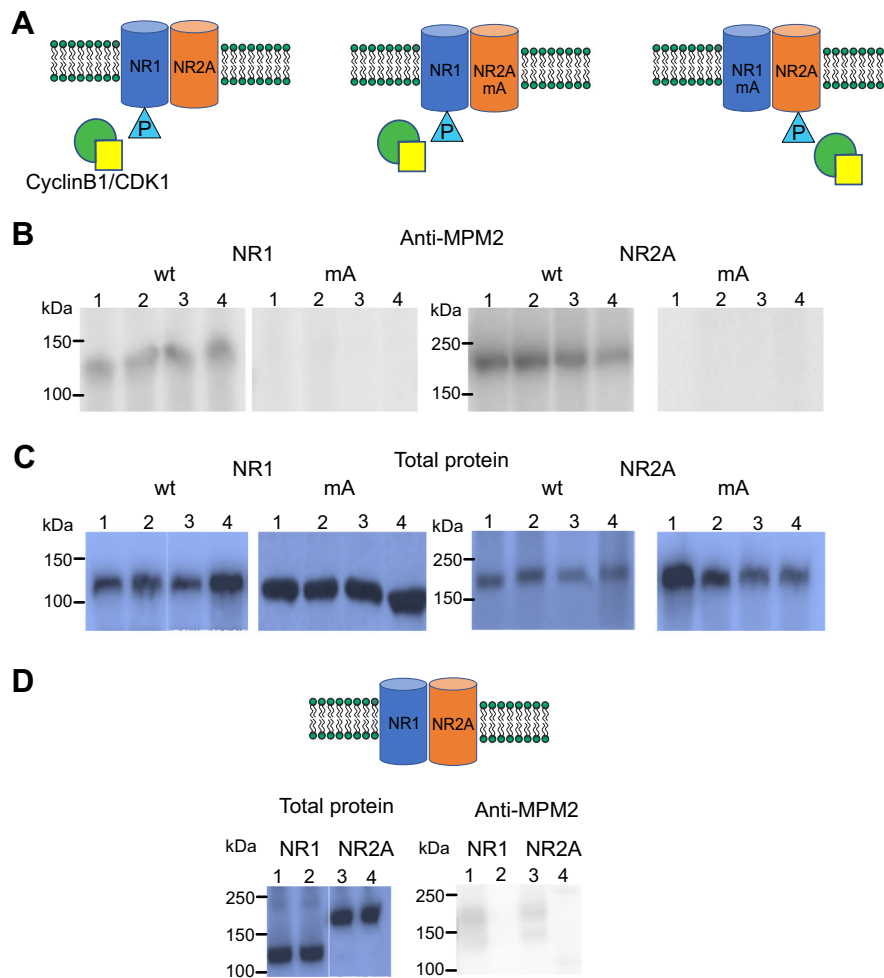 A
NR1 NR2A
P
CyclinB1/CDK1
NR1 NR2A
mA
P
NR1
mA NR2A
P
B
Anti-MPM2
NR1 NR2A
wt mA wt mA
kDa 1 2 3 4 1 2 3 4 kDa 1 2 3 4 1 2 3 4
150 250
100 150
C
Total protein
NR1 NR2A
wt mA wt mA
kDa 1 2 3 4 1 2 3 4 kDa 1 2 3 4 1 2 3 4
150 250
100 150
D
NR1 NR2A
Total protein Anti-MPM2
kDa NR1 NR2A kDa NR1 NR2A
1 2 3 4 1 2 3 4
250 250
150 150
100 100